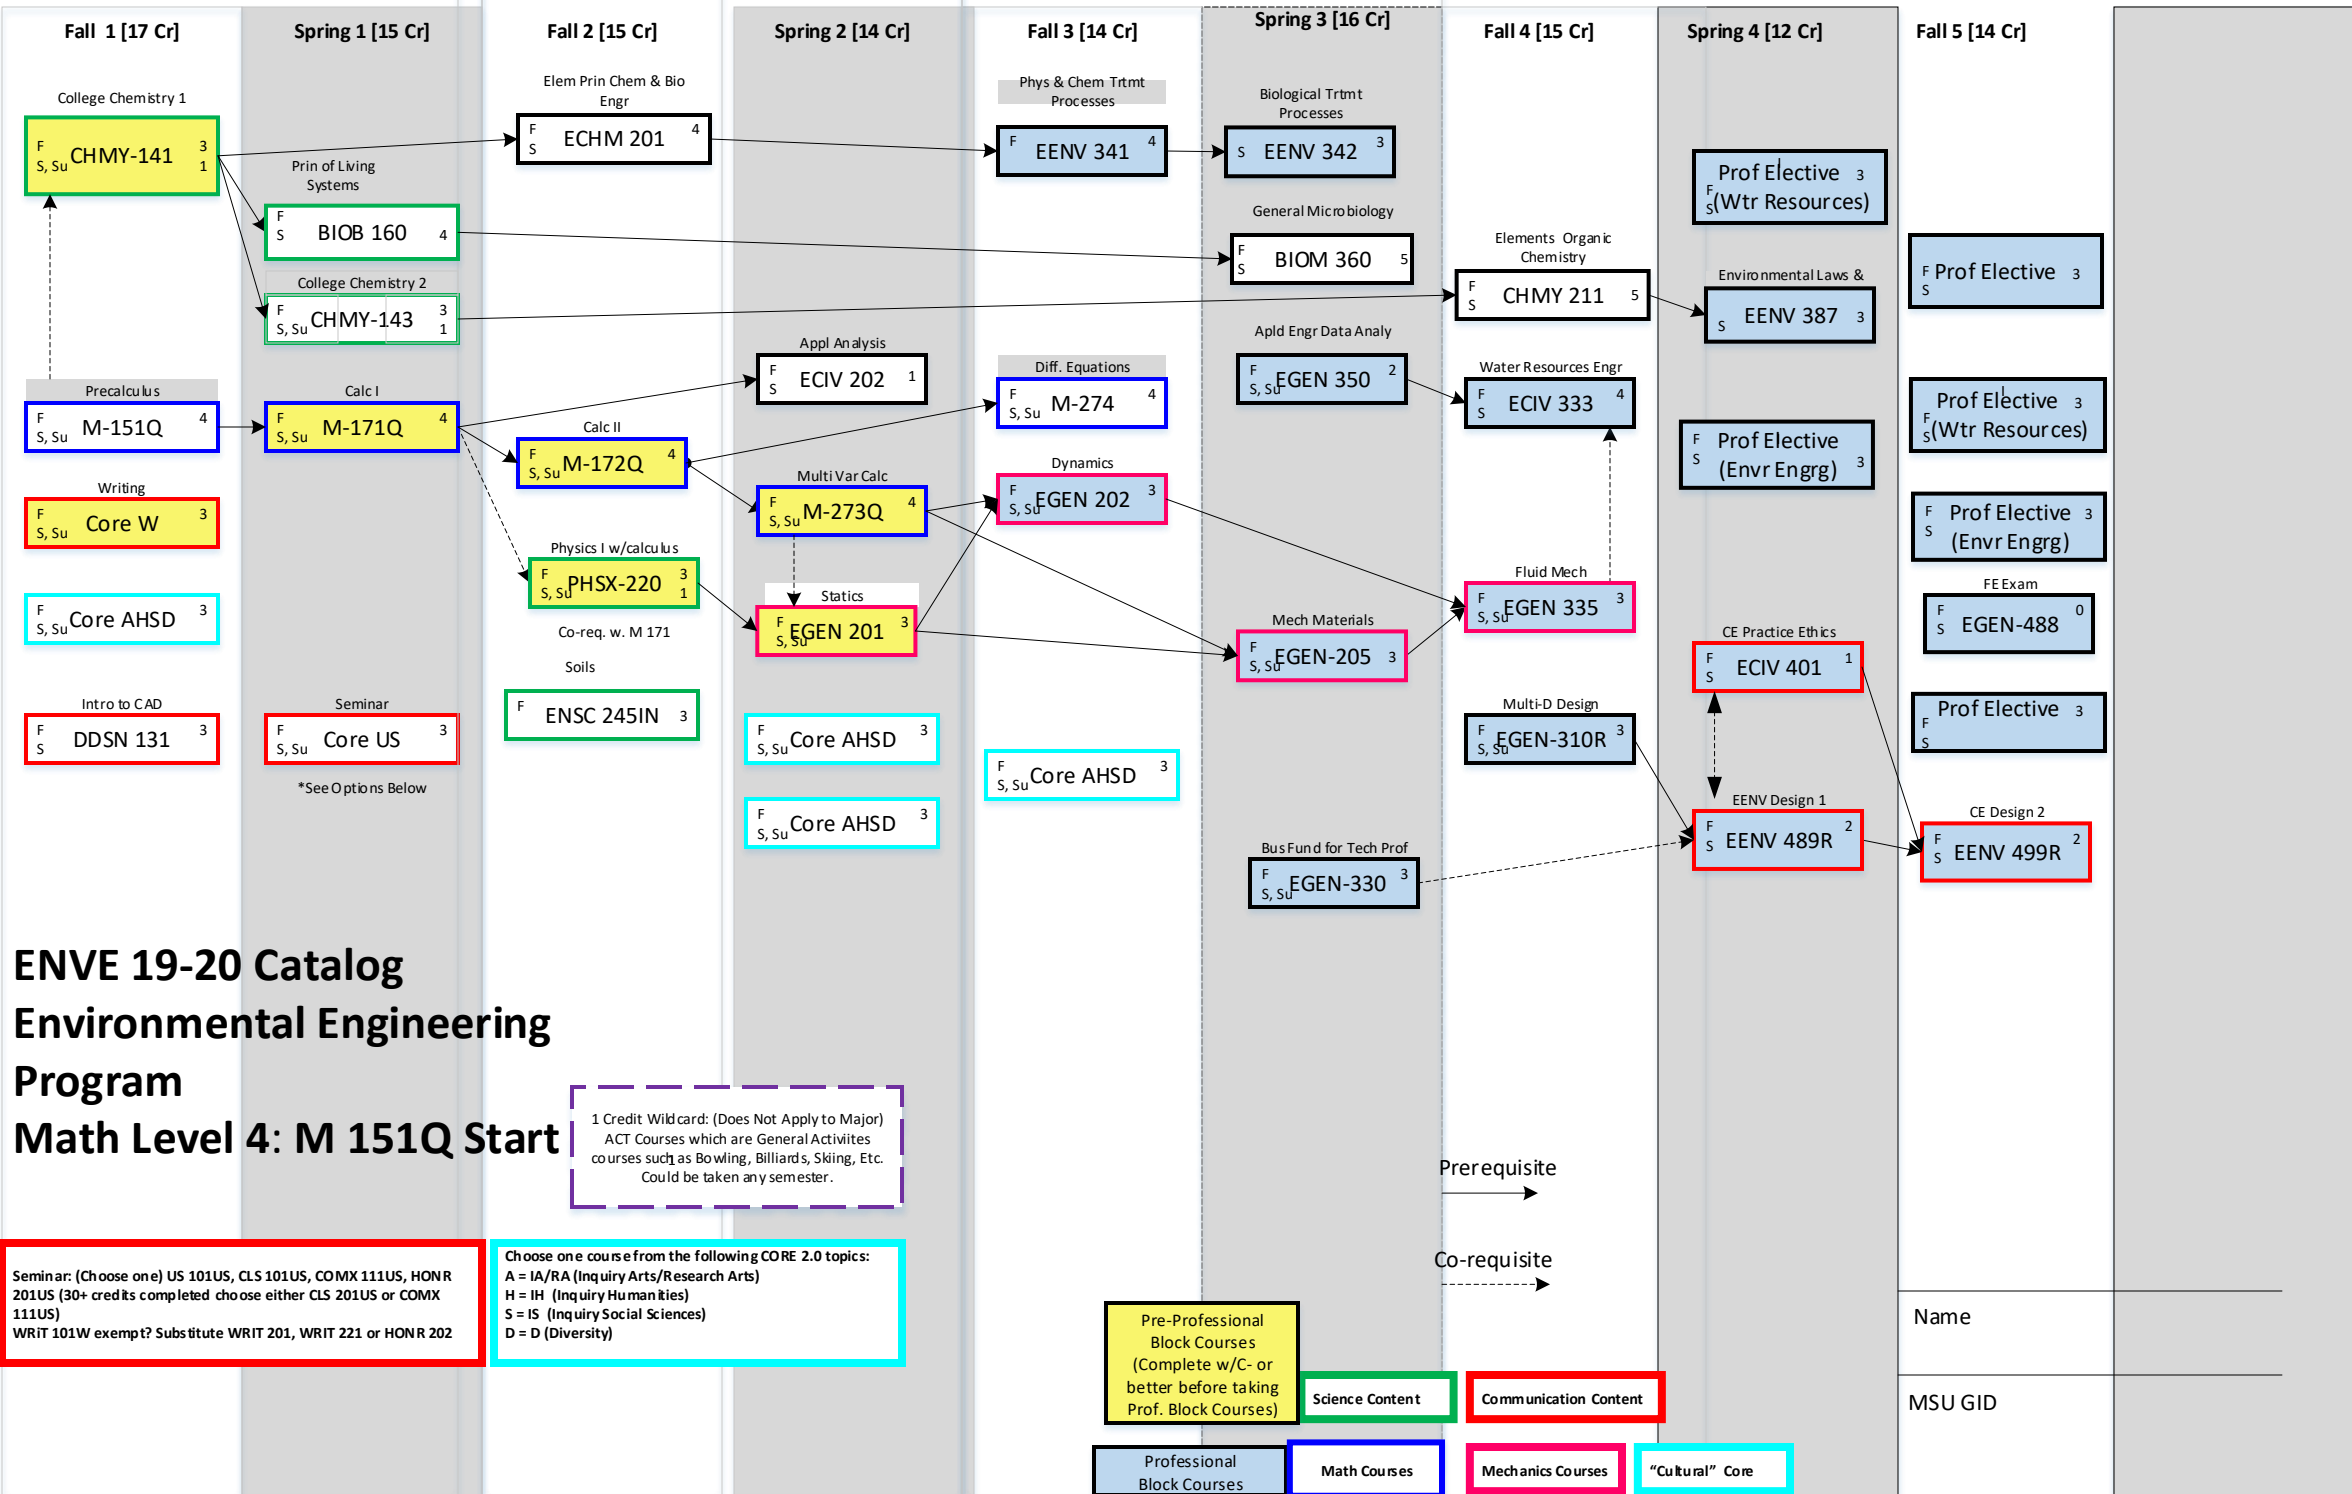 Fall 1 [17 Cr]
Spring 1 [15 Cr]
Fall 2 [15 Cr]
Spring 2 [14 Cr]
Fall 3 [14 Cr]
Spring 3 [16 Cr]
Fall 4 [15 Cr]
Spring 4 [12 Cr]
Fall 5 [14 Cr]
College Chemistry 1
F
S, Su
CHMY-141
3
1
Precalculus
F
S, Su
M-151Q
4
Writing
F
S, Su
Core W
3
F
S, Su
Core AHSD
3
Intro to CAD
F
S
DDSN 131
3
Prin of Living
Systems
F
S
BIOB 160
4
College Chemistry 2
F
S, Su
CHMY-143
3
1
Calc I
F
S, Su
M-171Q
4
Seminar
F
S, Su
Core US
3
*See Options Below
Elem Prin Chem & Bio
Engr
F
S
ECHM 201
4
Calc II
F
S, Su
M-172Q
4
Physics I w/calculus
F
S, Su
PHSX-220
3
1
Co-req. w. M 171
Soils
F
ENSC 245IN
3
Appl Analysis
F
S
ECIV 202
1
Multi Var Calc
F
S, Su
M-273Q
4
Statics
F
S, Su
EGEN 201
3
F
S, Su
Core AHSD
3
F
S, Su
Core AHSD
3
Phys & Chem Trtmt
Processes
F
EENV 341
4
Diff. Equations
F
S, Su
M-274
4
Dynamics
F
S, Su
EGEN 202
3
F
S, Su
Core AHSD
3
Biological Trtmt
Processes
S
EENV 342
3
General Microbiology
F
S
BIOM 360
5
Apld Engr Data Analy
F
S, Su
EGEN 350
2
Mech Materials
F
S, Su
EGEN-205
3
Bus Fund for Tech Prof
F
S, Su
EGEN-330
3
Elements Organic
Chemistry
F
S
CHMY 211
5
Water Resources Engr
F
S
ECIV 333
4
Fluid Mech
F
S, Su
EGEN 335
3
Multi-D Design
F
S, Su
EGEN-310R
3
Prof Elective
(Wtr Resources)
F
S
3
Environmental Laws &
S
EENV 387
3
F
S
Prof Elective
(Envr Engrg)
3
CE Practice Ethics
F
S
ECIV 401
1
EENV Design 1
F
S
EENV 489R
2
F
S
Prof Elective
3
Prof Elective
(Wtr Resources)
F
S
3
F
S
Prof Elective
(Envr Engrg)
3
FE Exam
F
S
EGEN-488
0
Prof Elective
F
S
3
CE Design 2
F
S
EENV 499R
2
ENVE 19-20 Catalog
Environmental Engineering
Program
Math Level 4: M 151Q Start
1 Credit Wildcard: (Does Not Apply to Major)
ACT Courses which are General Activiites
courses such as Bowling, Billiards, Skiing, Etc.
Could be taken any semester.
1
Prerequisite
Co-requisite
Seminar: (Choose one) US 101US, CLS 101US, COMX 111US, HONR
201US (30+ credits completed choose either CLS 201US or COMX
111US)
WRiT 101W exempt? Substitute WRIT 201, WRIT 221 or HONR 202
Choose one course from the following CORE 2.0 topics:
A = IA/RA (Inquiry Arts/Research Arts)
H = IH (Inquiry Humanities)
S = IS (Inquiry Social Sciences)
D = D (Diversity)
Pre-Professional
Block Courses
(Complete w/C- or
better before taking
Prof. Block Courses)
Science Content
Communication Content
Professional
Block Courses
Math Courses
Mechanics Courses
“Cultural” Core
Name
MSU GID